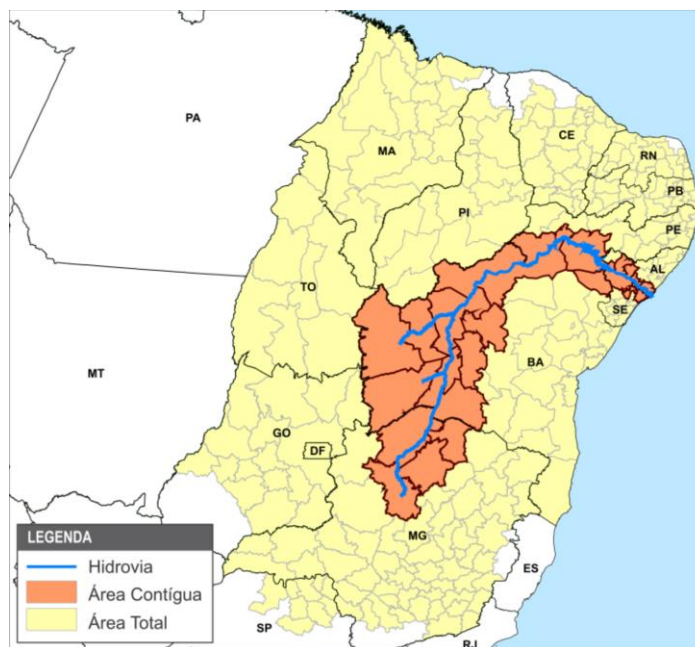 PA
MA
CE
RN
PB
PI
PE
AL
TO
SE
BA
MT
GO
DF
MG
ES
SP
RJ
LEGENDA
Hidrovia
Área Contígua
Área Total